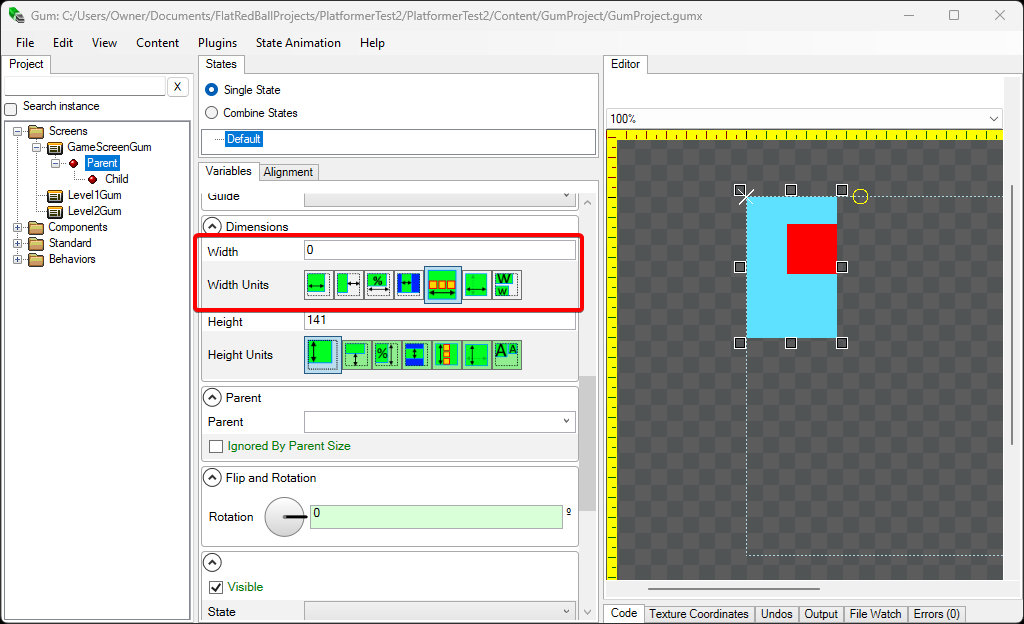 Gum: C:/Users/Owner/Documents/FlatRedBallProjects/PlatformerTest2/PlatformerTest2/Content/GumProject/GumProject.gumx
File Edit View Content Plugins State Animation Help
Project
X
Search instance
Screens
GameScreenGum
Parent
Child
Level1Gum
Level2Gum
Components
Standard
Behaviors
States
Single State
Combine States
Default
Variables Alignment
Guide
Dimensions
Width 0
Width Units % W W
Height 141
Height Units % A A
Parent
Parent
Ignored By Parent Size
Flip and Rotation
Rotation 0 º
Visible
State
Editor
100%
Code Texture Coordinates Undos Output File Watch Errors (0)